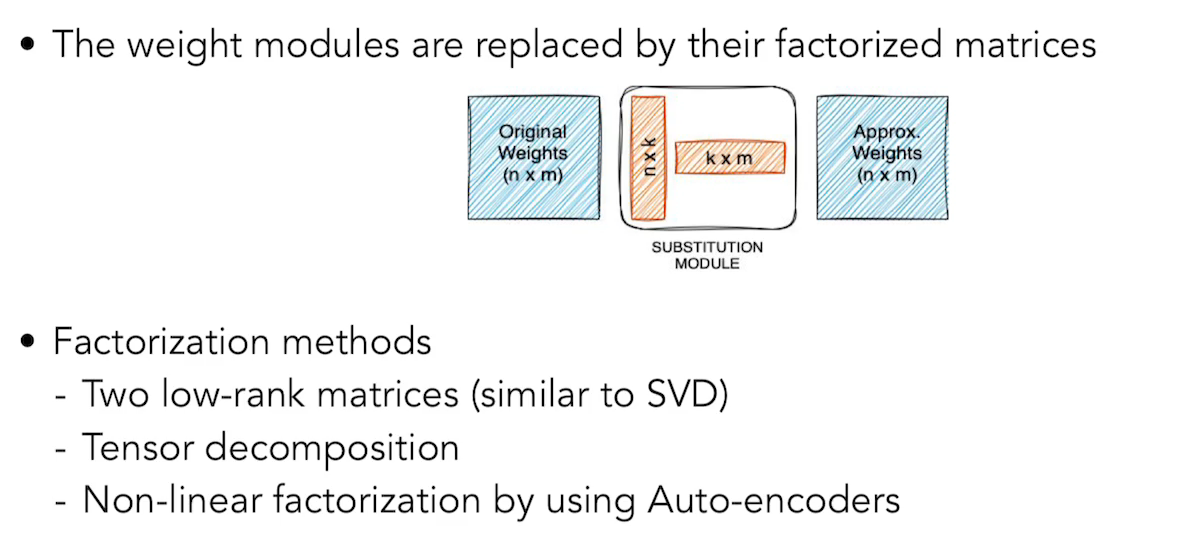 • The weight modules are replaced by their factorized matrices
Original
Weights
(n x m)
n x k
k x m
Approx.
Weights
(n x m)
SUBSTITUTION
MODULE
• Factorization methods
- Two low-rank matrices (similar to SVD)
- Tensor decomposition
- Non-linear factorization by using Auto-encoders